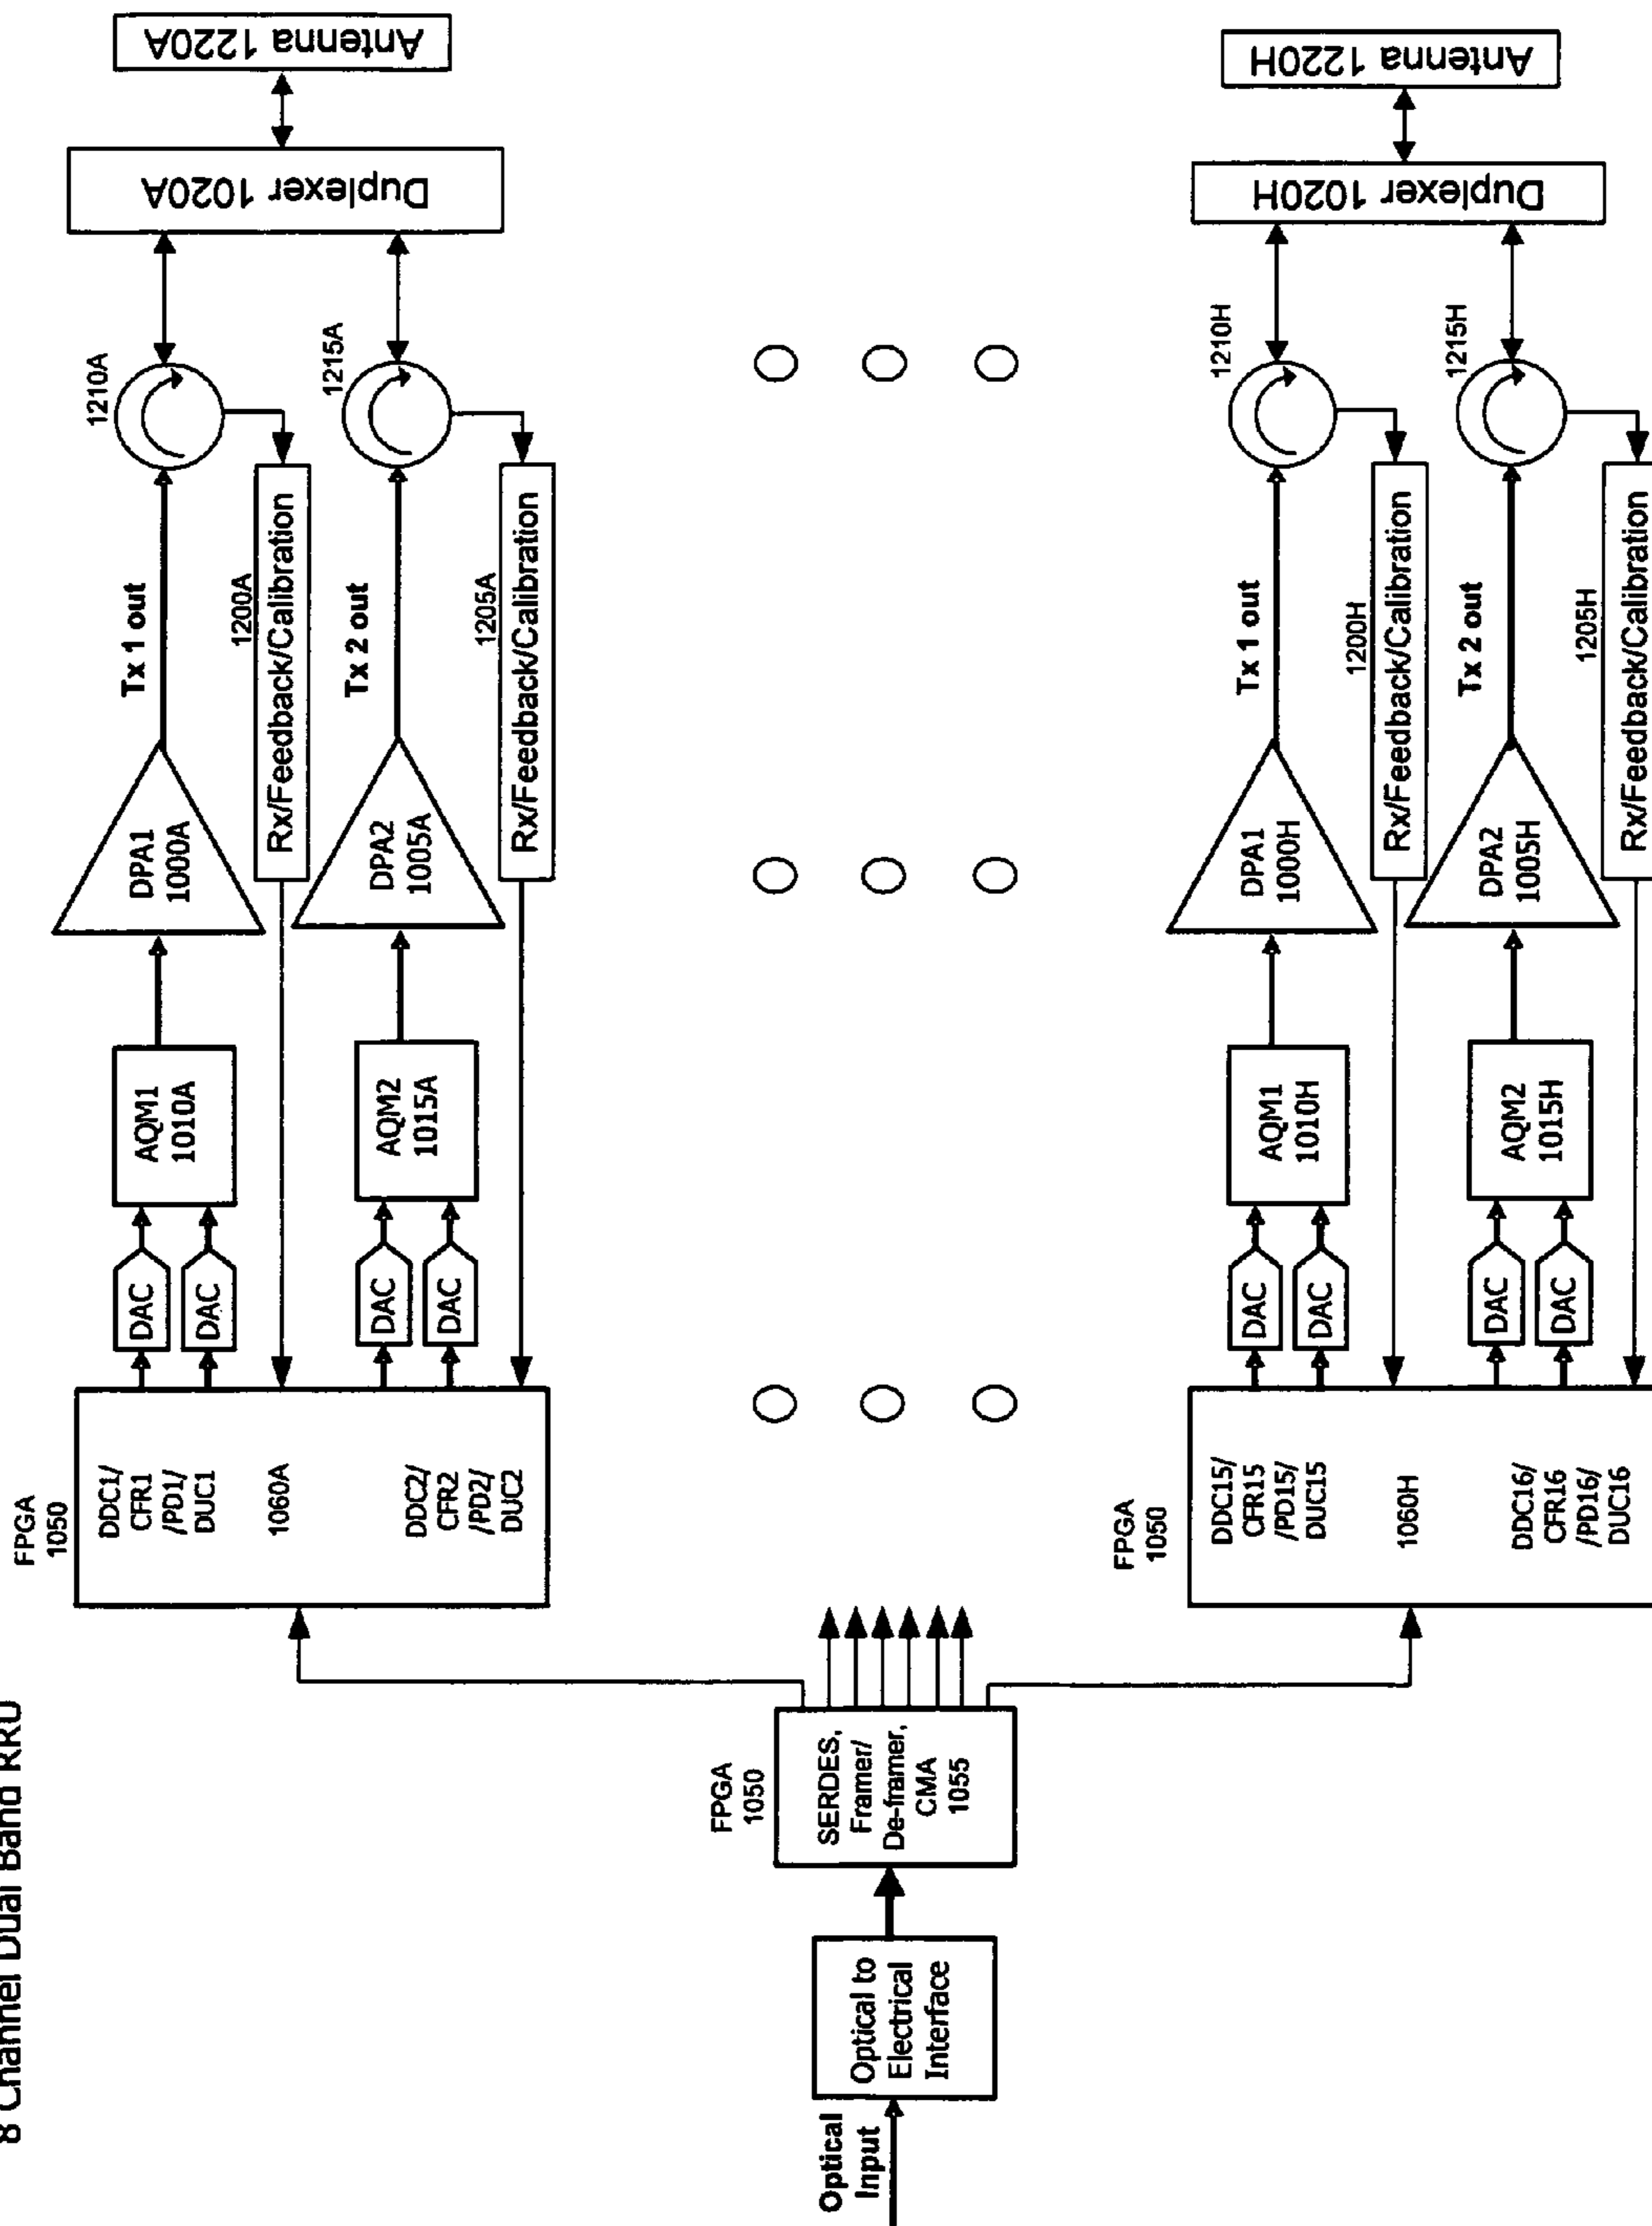 8 Channel Dual Band RRU
Optical
Input
Optical to
Electrical
Interface
FPGA
1050
SERDES,
Framer/
De-framer,
CMA
1055
FPGA
1050
DDC1/
CFR1
/PD1/
DUC1
1060A
DDC2/
CFR2
/PD2/
DUC2
DAC
DAC
DAC
DAC
AQM1
1010A
AQM2
1015A
DPA1
1000A
DPA2
1005A
Tx 1 out
1200A
Rx/Feedback/Calibration
Tx 2 out
1205A
Rx/Feedback/Calibration
1210A
1215A
Duplexer 1020A
Antenna 1220A
FPGA
1050
DDC15/
CFR15
/PD15/
DUC15
1060H
DDC16/
CFR16
/PD16/
DUC16
DAC
DAC
DAC
DAC
AQM1
1010H
AQM2
1015H
DPA1
1000H
DPA2
1005H
Tx 1 out
1200H
Rx/Feedback/Calibration
Tx 2 out
1205H
Rx/Feedback/Calibration
1210H
1215H
Duplexer 1020H
Antenna 1220H